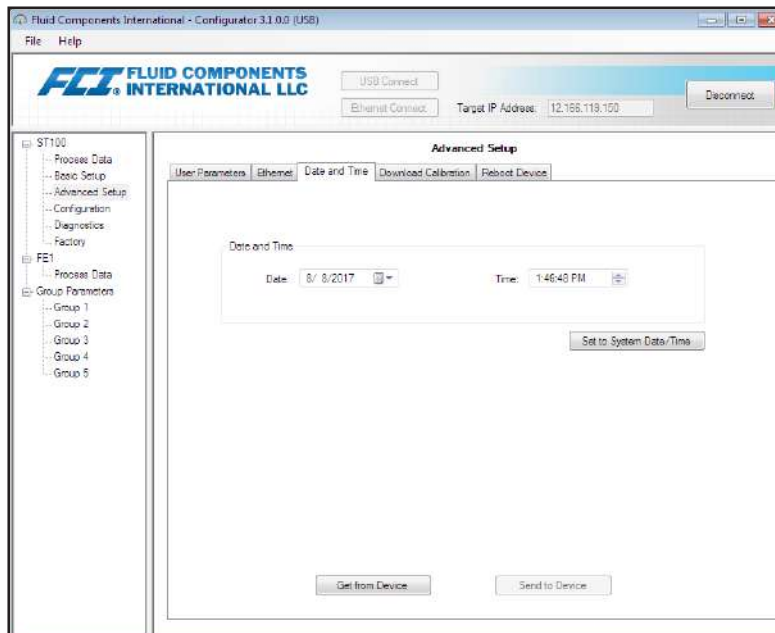 Fluid Components International - Configurator 3.1.0.0 (USB)
File Help
FCI® FLUID COMPONENTS
INTERNATIONAL LLC
USB Connect
Ethernet Connect Target IP Address: 12.166.119.150
Disconnect
ST100
Process Data
Basic Setup
Advanced Setup
Configuration
Diagnostics
Factory
FE1
Process Data
Group Parameters
Group 1
Group 2
Group 3
Group 4
Group 5
Advanced Setup
User Parameters Ethernet Date and Time Download Calibration Reboot Device
Date and Time
Date: 8/ 8/2017 Time: 1:46:48 PM
Set to System Date/Time
Get from Device Send to Device